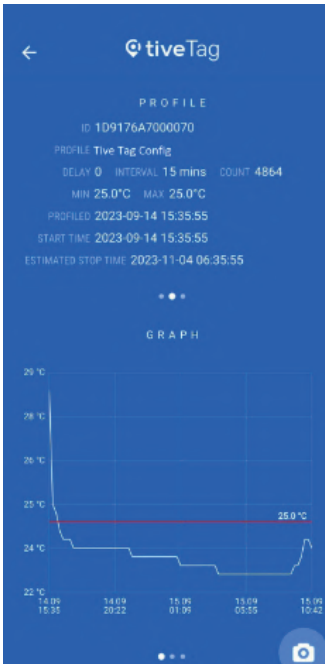 tiveTag
PROFILE
ID 1D9176A7000070
PROFILE Tive Tag Config
DELAY 0 INTERVAL 15 mins COUNT 4864
MIN 25.0°C MAX 25.0°C
PROFILED 2023-09-14 15:35:55
START TIME 2023-09-14 15:35:55
ESTIMATED STOP TIME 2023-11-04 06:35:55
GRAPH
29 °C
28 °C
26 °C
25 °C
25.0 °C
24 °C
22 °C
14.09 14.09 15.09 15.09 15.09
15:35 20:22 01:09 05:55 10:42